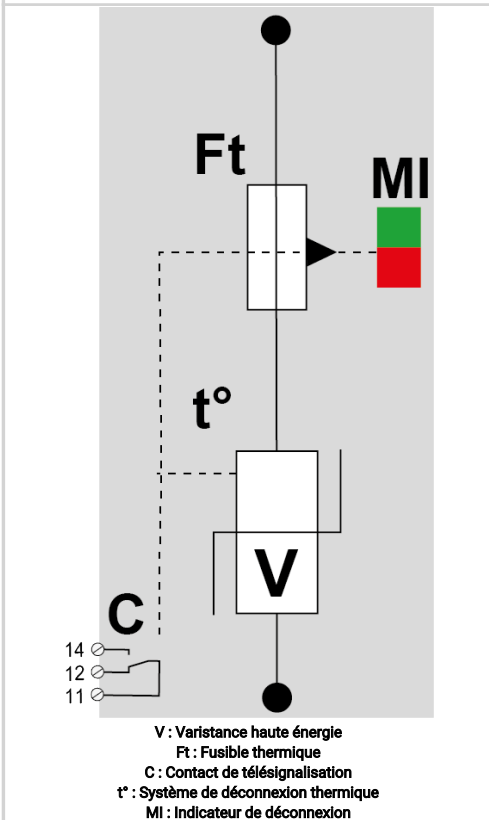 Ft
MI
t°
V
C
14
12
11
V : Varistance haute énergie
Ft : Fusible thermique
C : Contact de télésignalisation
t° : Système de déconnexion thermique
MI : Indicateur de déconnexion